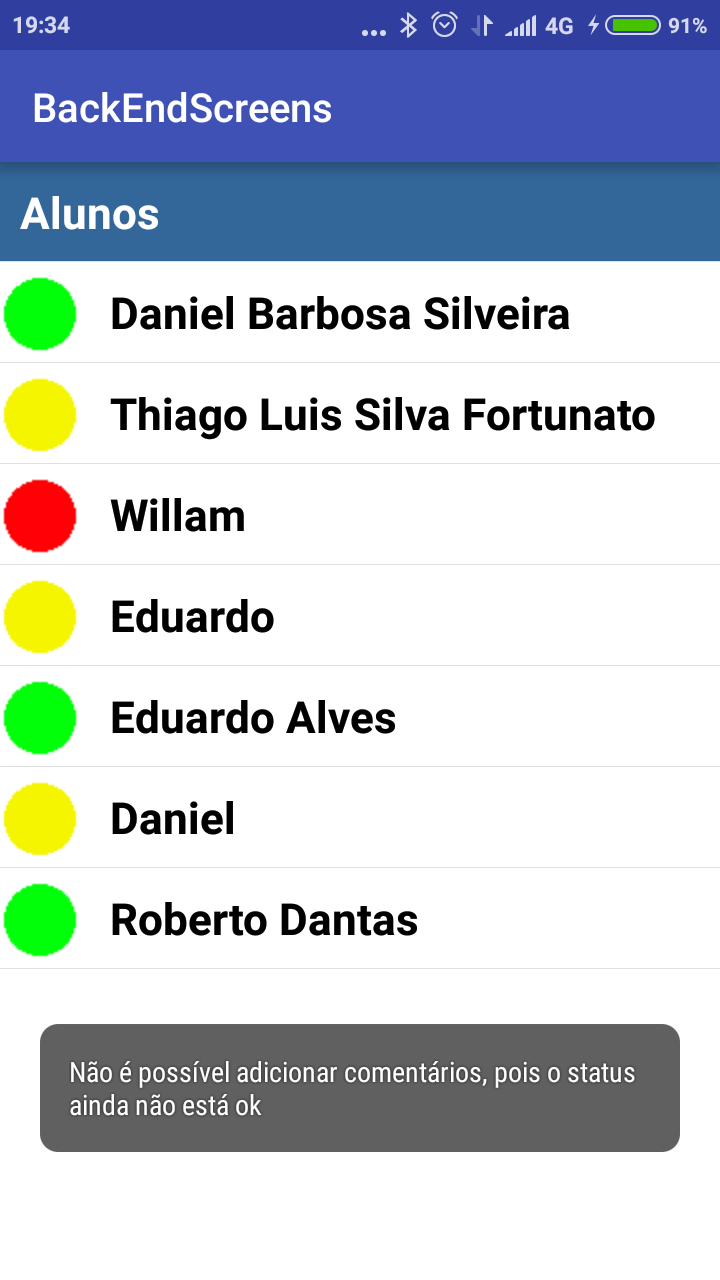 19:34
4G
91%
BackEndScreens
Alunos
Daniel Barbosa Silveira
Thiago Luis Silva Fortunato
Willam
Eduardo
Eduardo Alves
Daniel
Roberto Dantas
Não é possível adicionar comentários, pois o status
ainda não está ok